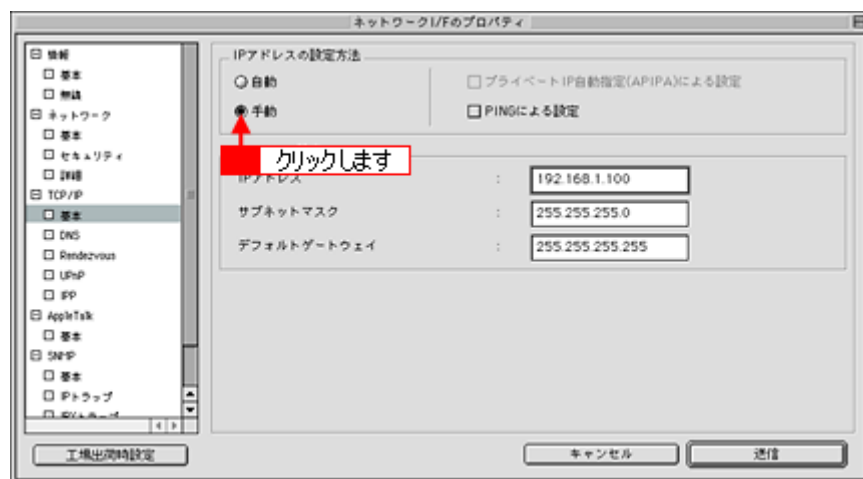 ネットワークI/Fのプロパティ
情報
基本
無線
ネットワーク
基本
セキュリティ
詳細
TCP/IP
基本
DNS
Rendezvous
UPnP
IPP
AppleTalk
基本
SNMP
基本
IPトラップ
工場出荷時設定
IPアドレスの設定方法
自動
プライベートIP自動指定(APIPA)による設定
手動
PINGによる設定
クリックします
IPアドレス : 192.168.1.100
サブネットマスク : 255.255.255.0
デフォルトゲートウェイ : 255.255.255.255
キャンセル
送信